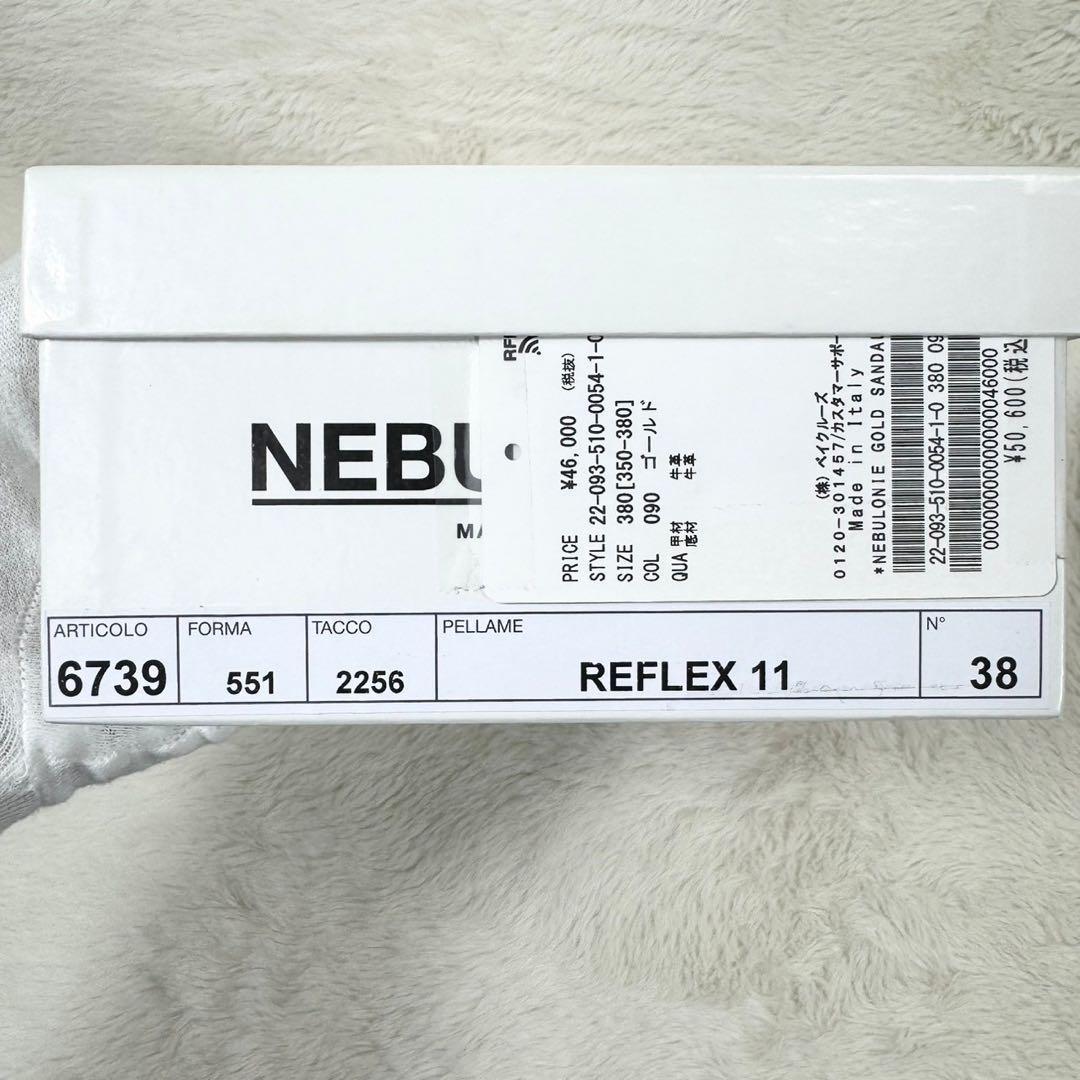 NEBU
MA
RFI
PRICE ¥46,000 (税抜)
STYLE 22-093-510-0054-1-0
SIZE 380[350-380]
COL 090 ゴールド
QUA 甲材 牛革
底材 牛革
(株)ベイクルーズ
0120-301457/カスタマーサポー
Made in Italy
*NEBULONIE GOLD SANDAL
22-093-510-0054-1-0 380 09
¥50,600(税込
ARTICOLO
6739
FORMA
551
TACCO
2256
PELLAME
REFLEX 11
N°
38